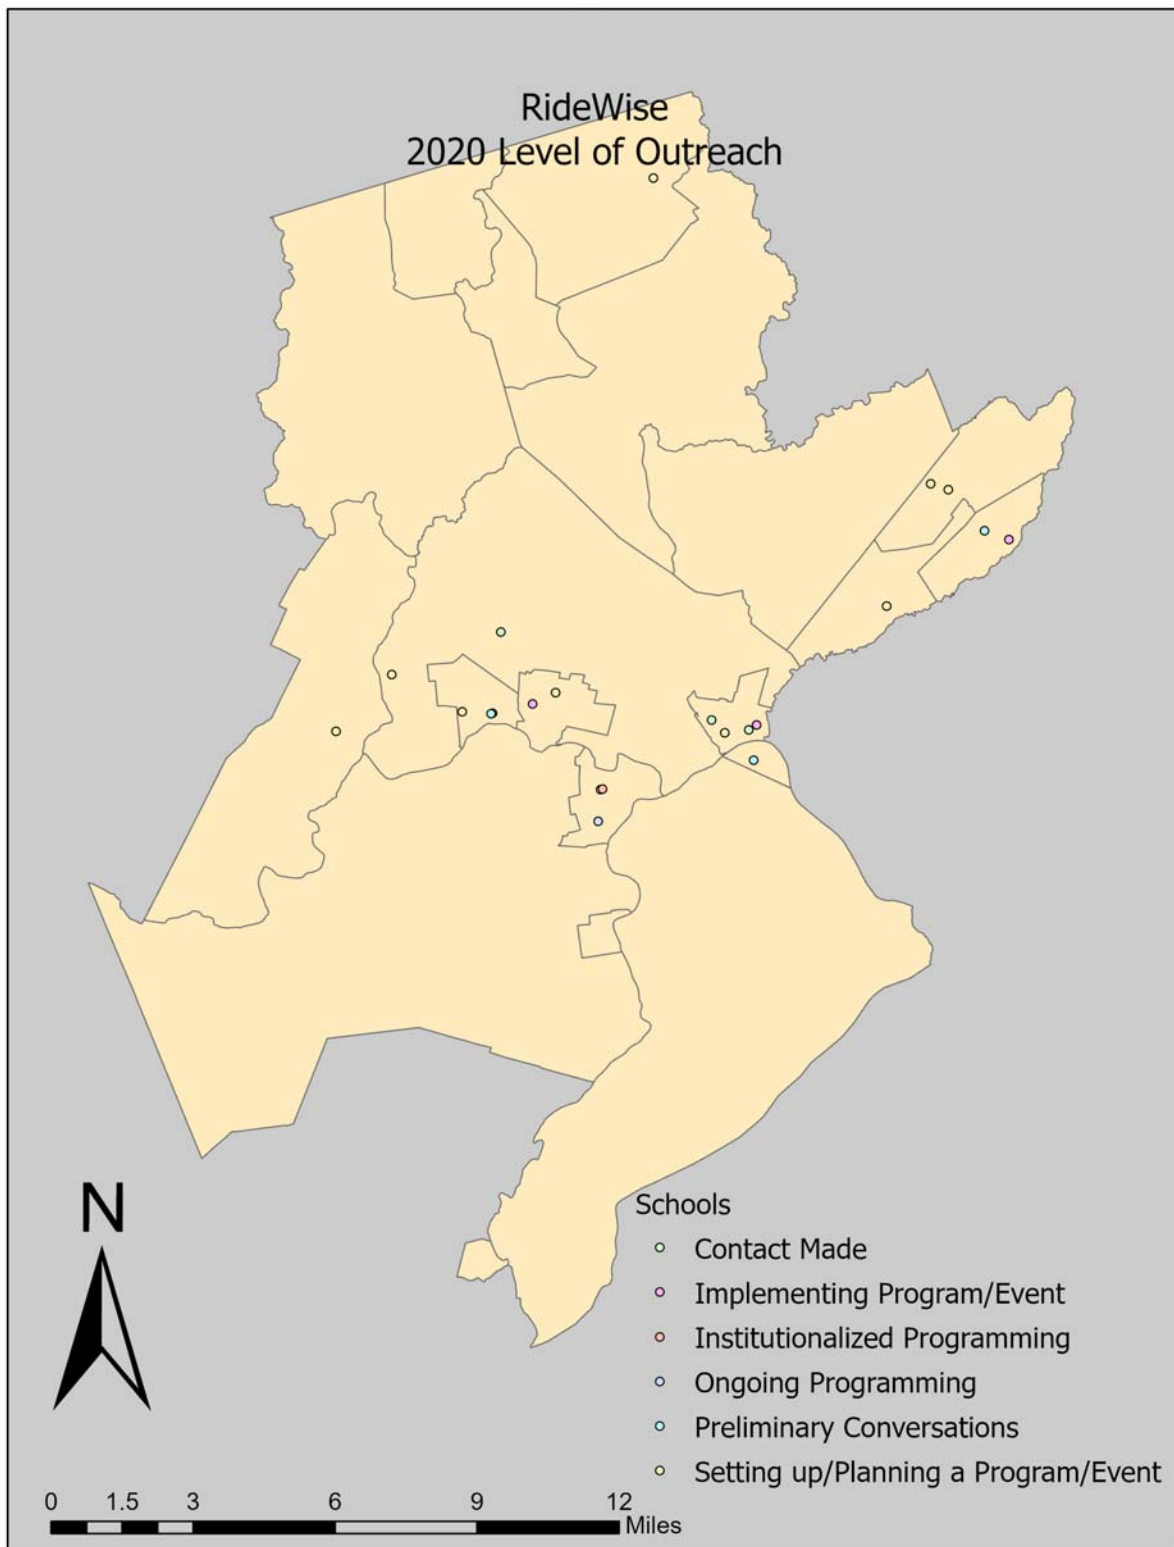 RideWise
2020 Level of Outreach
N
Schools
Contact Made
Implementing Program/Event
Institutionalized Programming
Ongoing Programming
Preliminary Conversations
Setting up/Planning a Program/Event
0 1.5 3 6 9 12
Miles